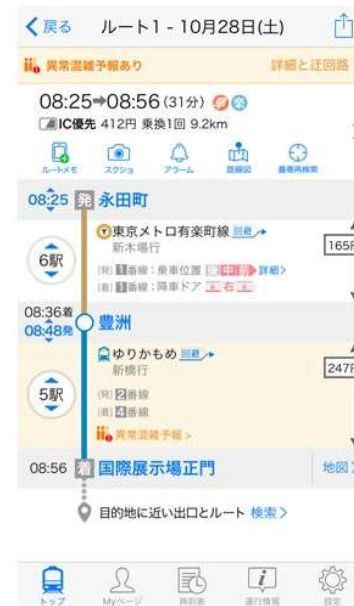 戻る ルート1 - 10月28日(土)
異常混雑予報あり 詳細と迂回路
08:25⇒08:56 (31分) 楽
IC優先 412円 乗換1回 9.2km
ルートメモ スクショ アラーム 路線図 最寄再検索
08:25 発 永田町
東京メトロ有楽町線 回避
新木場行
165円
6駅
[発] 1番線:乗車位置 中 前 詳細>
[着] 1番線:降車ドア 右
08:36着
08:48発 豊洲
ゆりかもめ 回避
新橋行
247円
5駅
[発] 2番線
[着] 4番線
異常混雑予報 >
08:56 着 国際展示場正門 地図>
目的地に近い出口とルート 検索>
トップ Myページ 時刻表 運行情報 設定